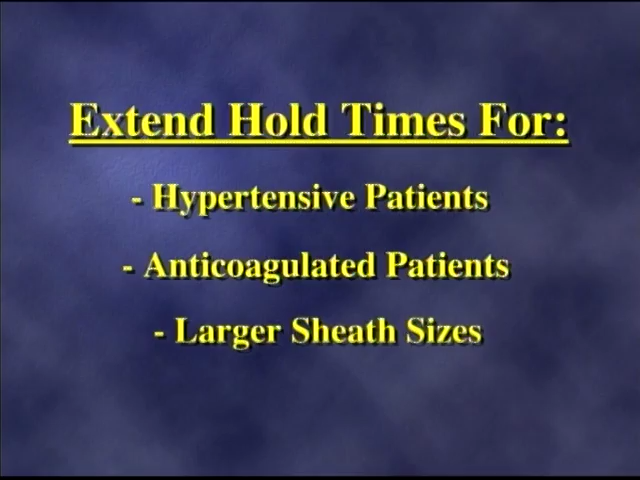 Extend Hold Times For:
- Hypertensive Patients
- Anticoagulated Patients
- Larger Sheath Sizes